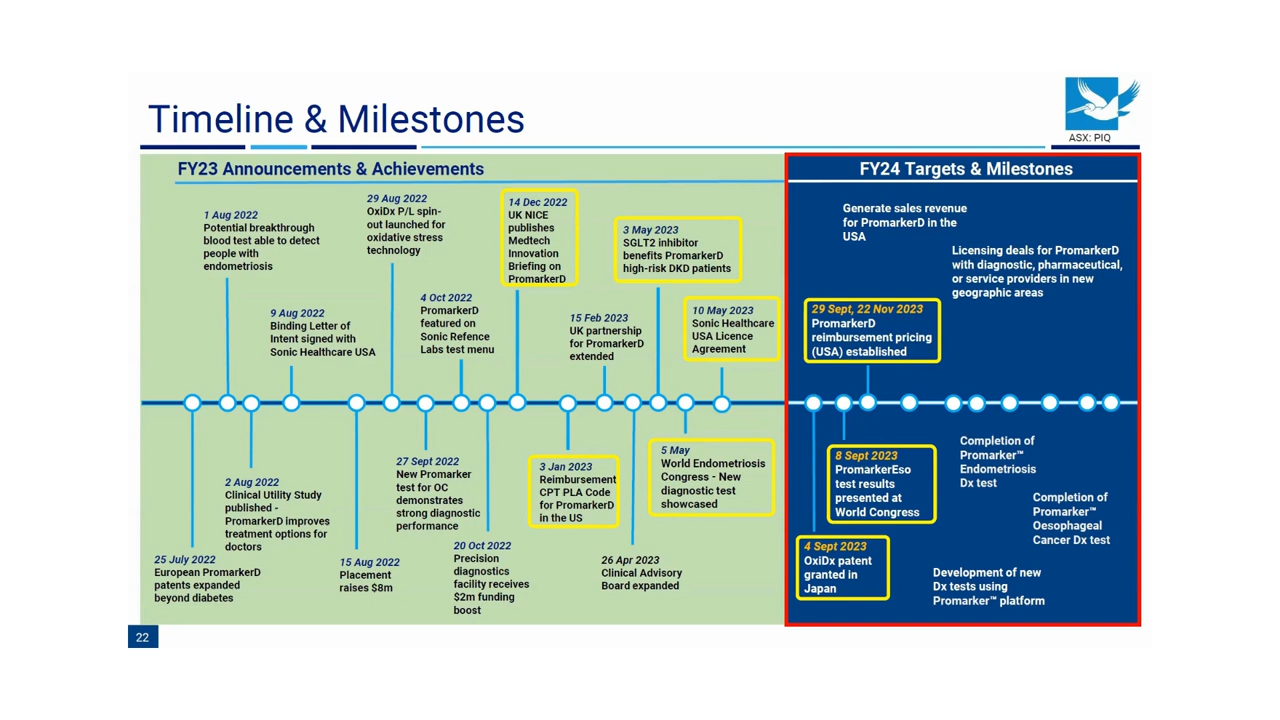 Timeline & Milestones
ASX: PIQ
FY23 Announcements & Achievements
1 Aug 2022
Potential breakthrough
blood test able to detect
people with
endometriosis
29 Aug 2022
OxiDx P/L spin-
out launched for
oxidative stress
technology
14 Dec 2022
UK NICE
publishes
Medtech
Innovation
Briefing on
PromarkerD
3 May 2023
SGLT2 inhibitor
benefits PromarkerD
high-risk DKD patients
9 Aug 2022
Binding Letter of
Intent signed with
Sonic Healthcare USA
4 Oct 2022
PromarkerD
featured on
Sonic Refence
Labs test menu
15 Feb 2023
UK partnership
for PromarkerD
extended
10 May 2023
Sonic Healthcare
USA Licence
Agreement
2 Aug 2022
Clinical Utility Study
published -
PromarkerD improves
treatment options for
doctors
27 Sept 2022
New Promarker
test for OC
demonstrates
strong diagnostic
performance
3 Jan 2023
Reimbursement
CPT PLA Code
for PromarkerD
in the US
5 May
World Endometriosis
Congress - New
diagnostic test
showcased
25 July 2022
European PromarkerD
patents expanded
beyond diabetes
15 Aug 2022
Placement
raises $8m
20 Oct 2022
Precision
diagnostics
facility receives
$2m funding
boost
26 Apr 2023
Clinical Advisory
Board expanded
FY24 Targets & Milestones
Generate sales revenue
for PromarkerD in the
USA
Licensing deals for PromarkerD
with diagnostic, pharmaceutical,
or service providers in new
geographic areas
29 Sept, 22 Nov 2023
PromarkerD
reimbursement pricing
(USA) established
8 Sept 2023
PromarkerEso
test results
presented at
World Congress
Completion of
Promarker™
Endometriosis
Dx test
Completion of
Promarker™
Oesophageal
Cancer Dx test
4 Sept 2023
OxiDx patent
granted in
Japan
Development of new
Dx tests using
Promarker™ platform
22